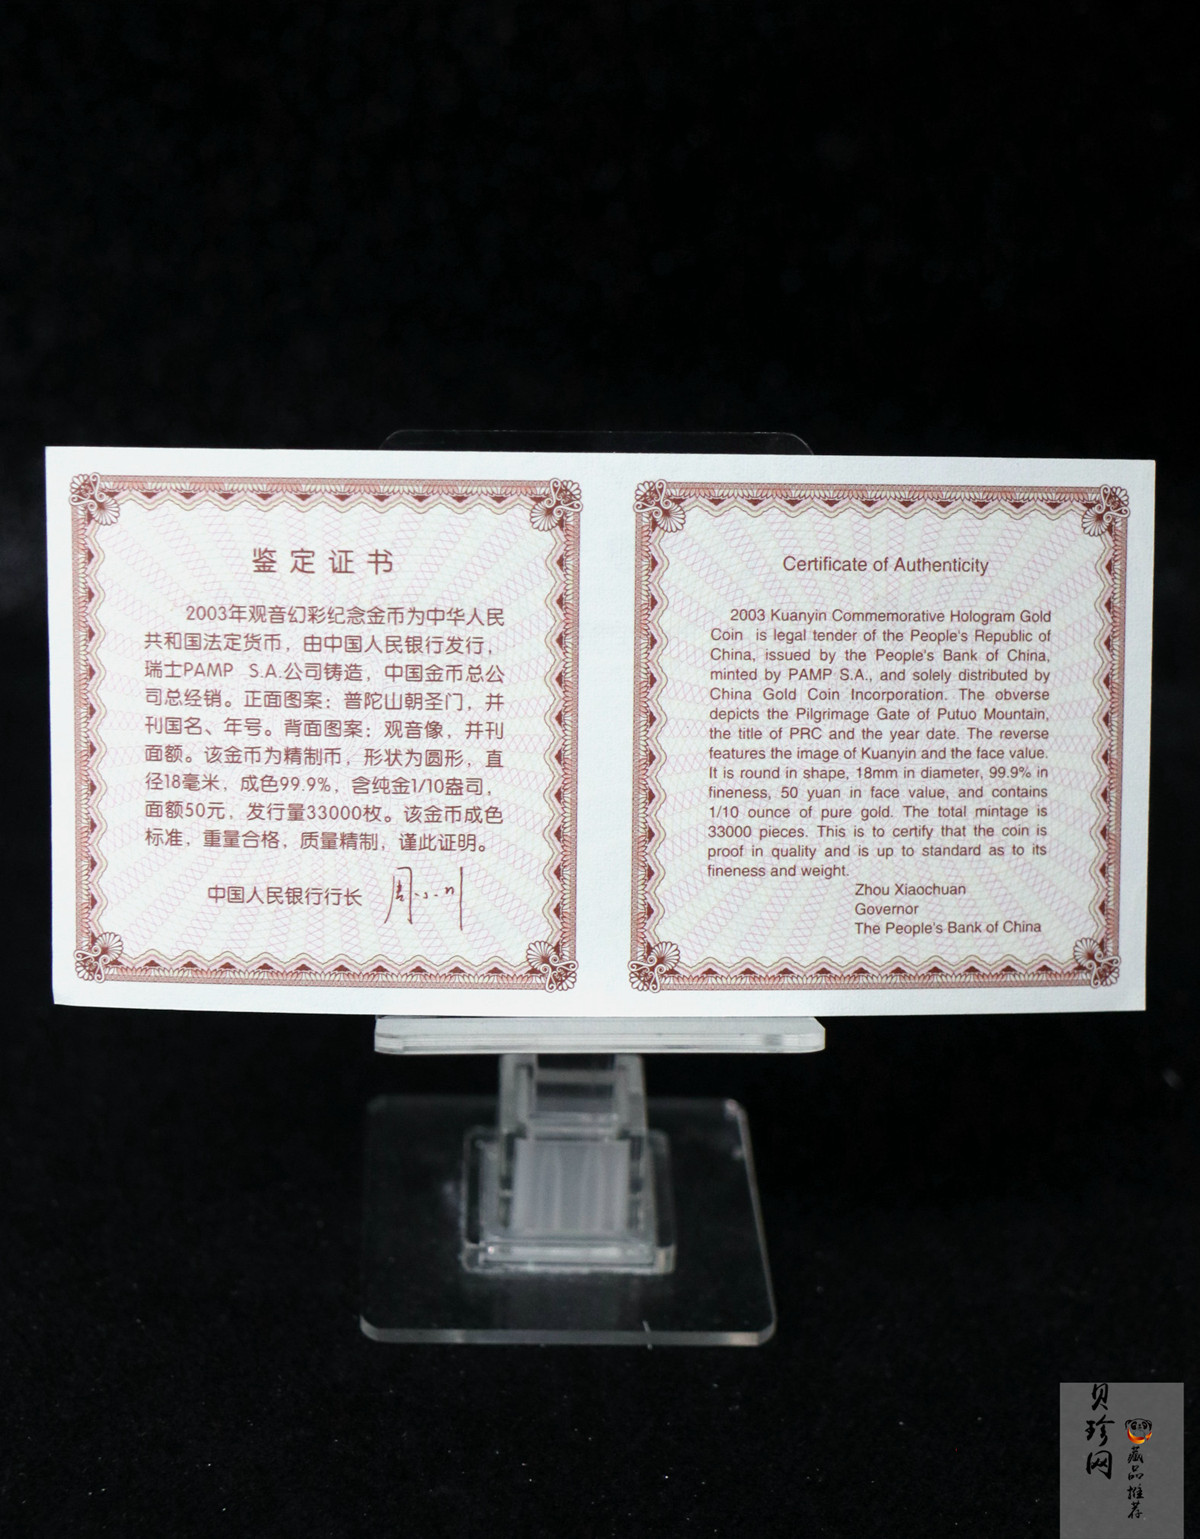 鉴定证书
2003年观音幻彩纪念金币为中华人民
共和国法定货币，由中国人民银行发行，
瑞士PAMP S.A.公司铸造，中国金币总公
司总经销。正面图案：普陀山朝圣门，并
刊国名、年号。背面图案：观音像，并刊
面额。该金币为精制币，形状为圆形，直
径18毫米，成色99.9%，含纯金1/10盎司，
面额50元，发行量33000枚。该金币成色
标准，重量合格，质量精制，谨此证明。
中国人民银行行长 周小川
Certificate of Authenticity
2003 Kuanyin Commemorative Hologram Gold
Coin is legal tender of the People's Republic of
China, issued by the People's Bank of China,
minted by PAMP S.A., and solely distributed by
China Gold Coin Incorporation. The obverse
depicts the Pilgrimage Gate of Putuo Mountain,
the title of PRC and the year date. The reverse
features the image of Kuanyin and the face value.
It is round in shape, 18mm in diameter, 99.9% in
fineness, 50 yuan in face value, and contains
1/10 ounce of pure gold. The total mintage is
33000 pieces. This is to certify that the coin is
proof in quality and is up to standard as to its
fineness and weight.
Zhou Xiaochuan
Governor
The People's Bank of China
贝珍网
藏品推荐